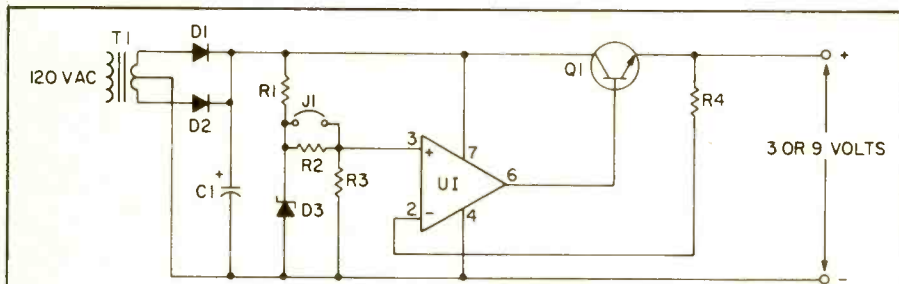 T1
120 VAC
D1
D2
C1
+
R1
J1
R2
R3
D3
3
+
2
-
U1
7
4
6
Q1
R4
+
3 OR 9 VOLTS
-